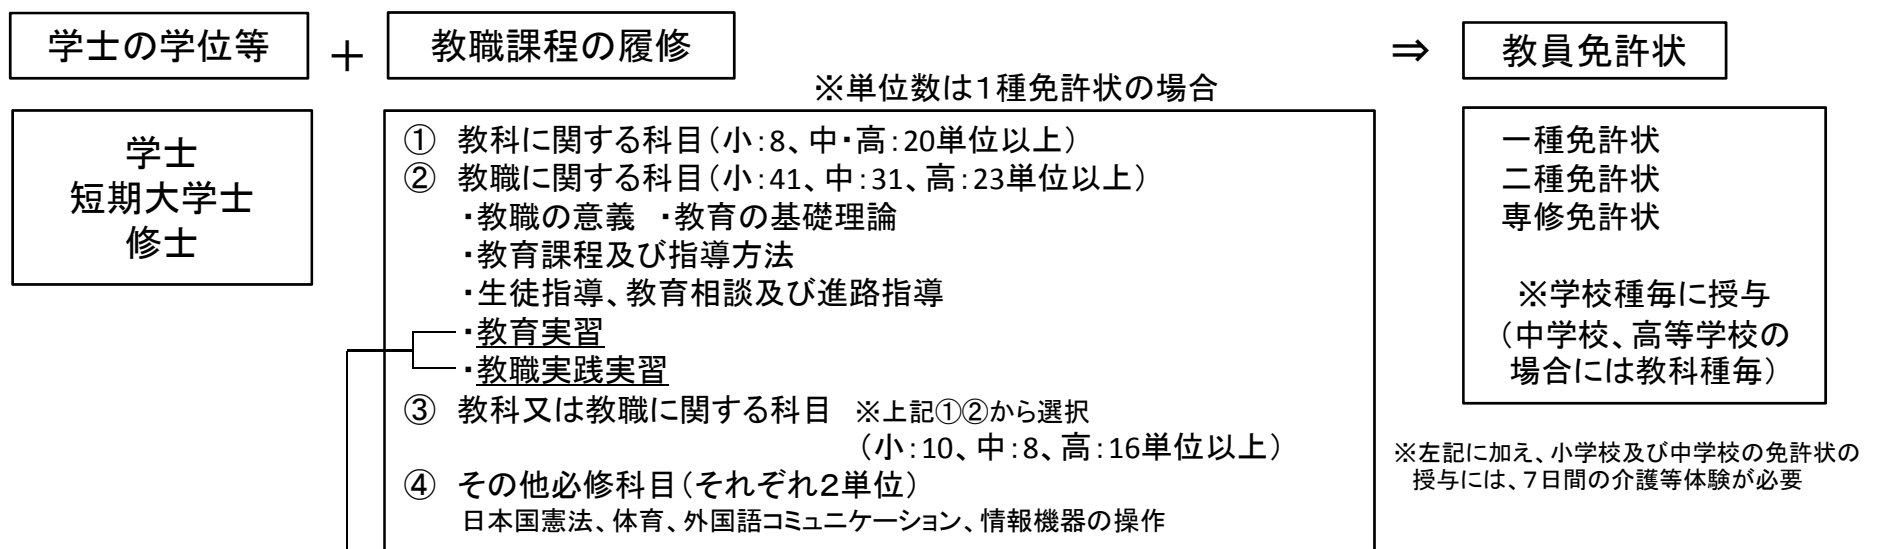 学士の学位等 ＋ 教職課程の履修 ⇒ 教員免許状
※単位数は１種免許状の場合
学士
短期大学士
修士
① 教科に関する科目（小：8、中・高：20単位以上）
② 教職に関する科目（小：41、中：31、高：23単位以上）
・教職の意義 ・教育の基礎理論
・教育課程及び指導方法
・生徒指導、教育相談及び進路指導
・教育実習
・教職実践実習
③ 教科又は教職に関する科目 ※上記①②から選択
（小：10、中：8、高：16単位以上）
④ その他必修科目（それぞれ２単位）
日本国憲法、体育、外国語コミュニケーション、情報機器の操作
一種免許状
二種免許状
専修免許状
※学校種毎に授与
（中学校、高等学校の
場合には教科種毎）
※左記に加え、小学校及び中学校の免許状の
授与には、７日間の介護等体験が必要